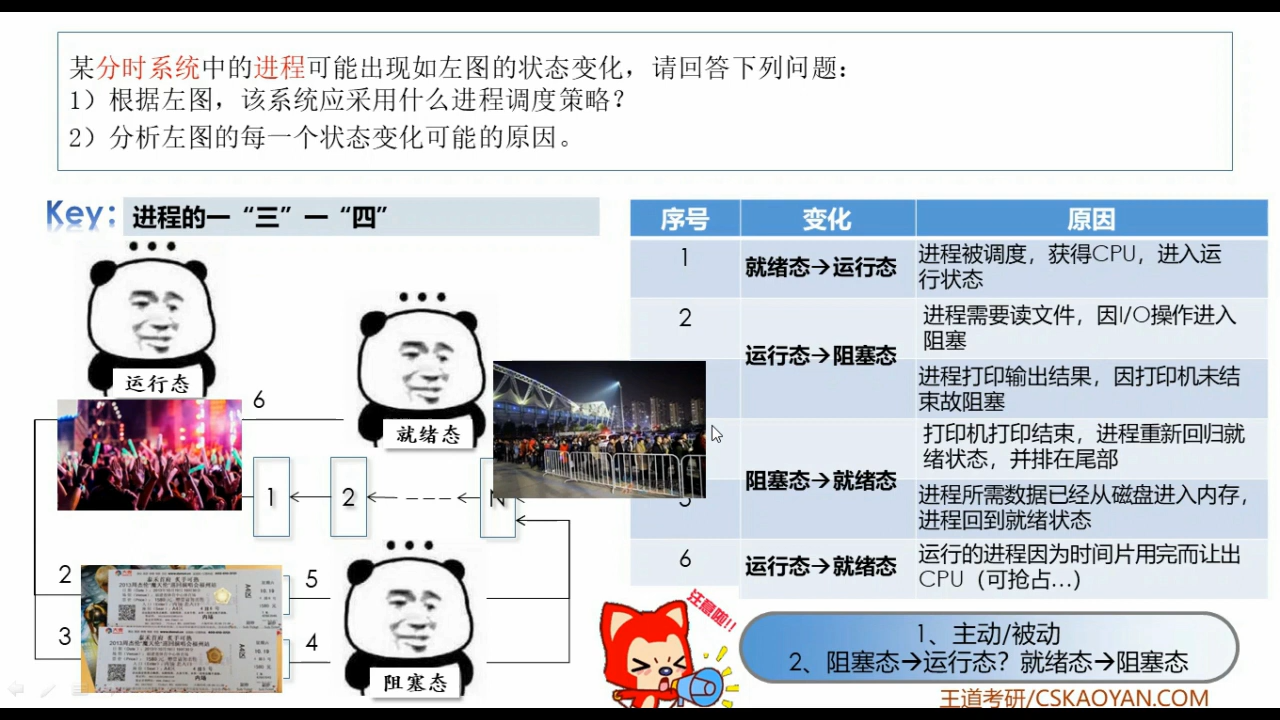 某分时系统中的进程可能出现如左图的状态变化，请回答下列问题：
1）根据左图，该系统应采用什么进程调度策略？
2）分析左图的每一个状态变化可能的原因。
Key:
进程的一“三”一“四”
运行态
6
就绪态
1
2
N
2
5
3
4
阻塞态
序号 变化 原因
1 就绪态→运行态 进程被调度，获得CPU，进入运
行状态
2 运行态→阻塞态 进程需要读文件，因I/O操作进入
阻塞
进程打印输出结果，因打印机未结
束故阻塞
阻塞态→就绪态 打印机打印结束，进程重新回归就
绪状态，并排在尾部
5 进程所需数据已经从磁盘进入内存，
进程回到就绪状态
6 运行态→就绪态 运行的进程因为时间片用完而让出
CPU（可抢占...）
注意啦!!
1、主动/被动
2、阻塞态→运行态？就绪态→阻塞态
王道考研/CSKAOYAN.COM